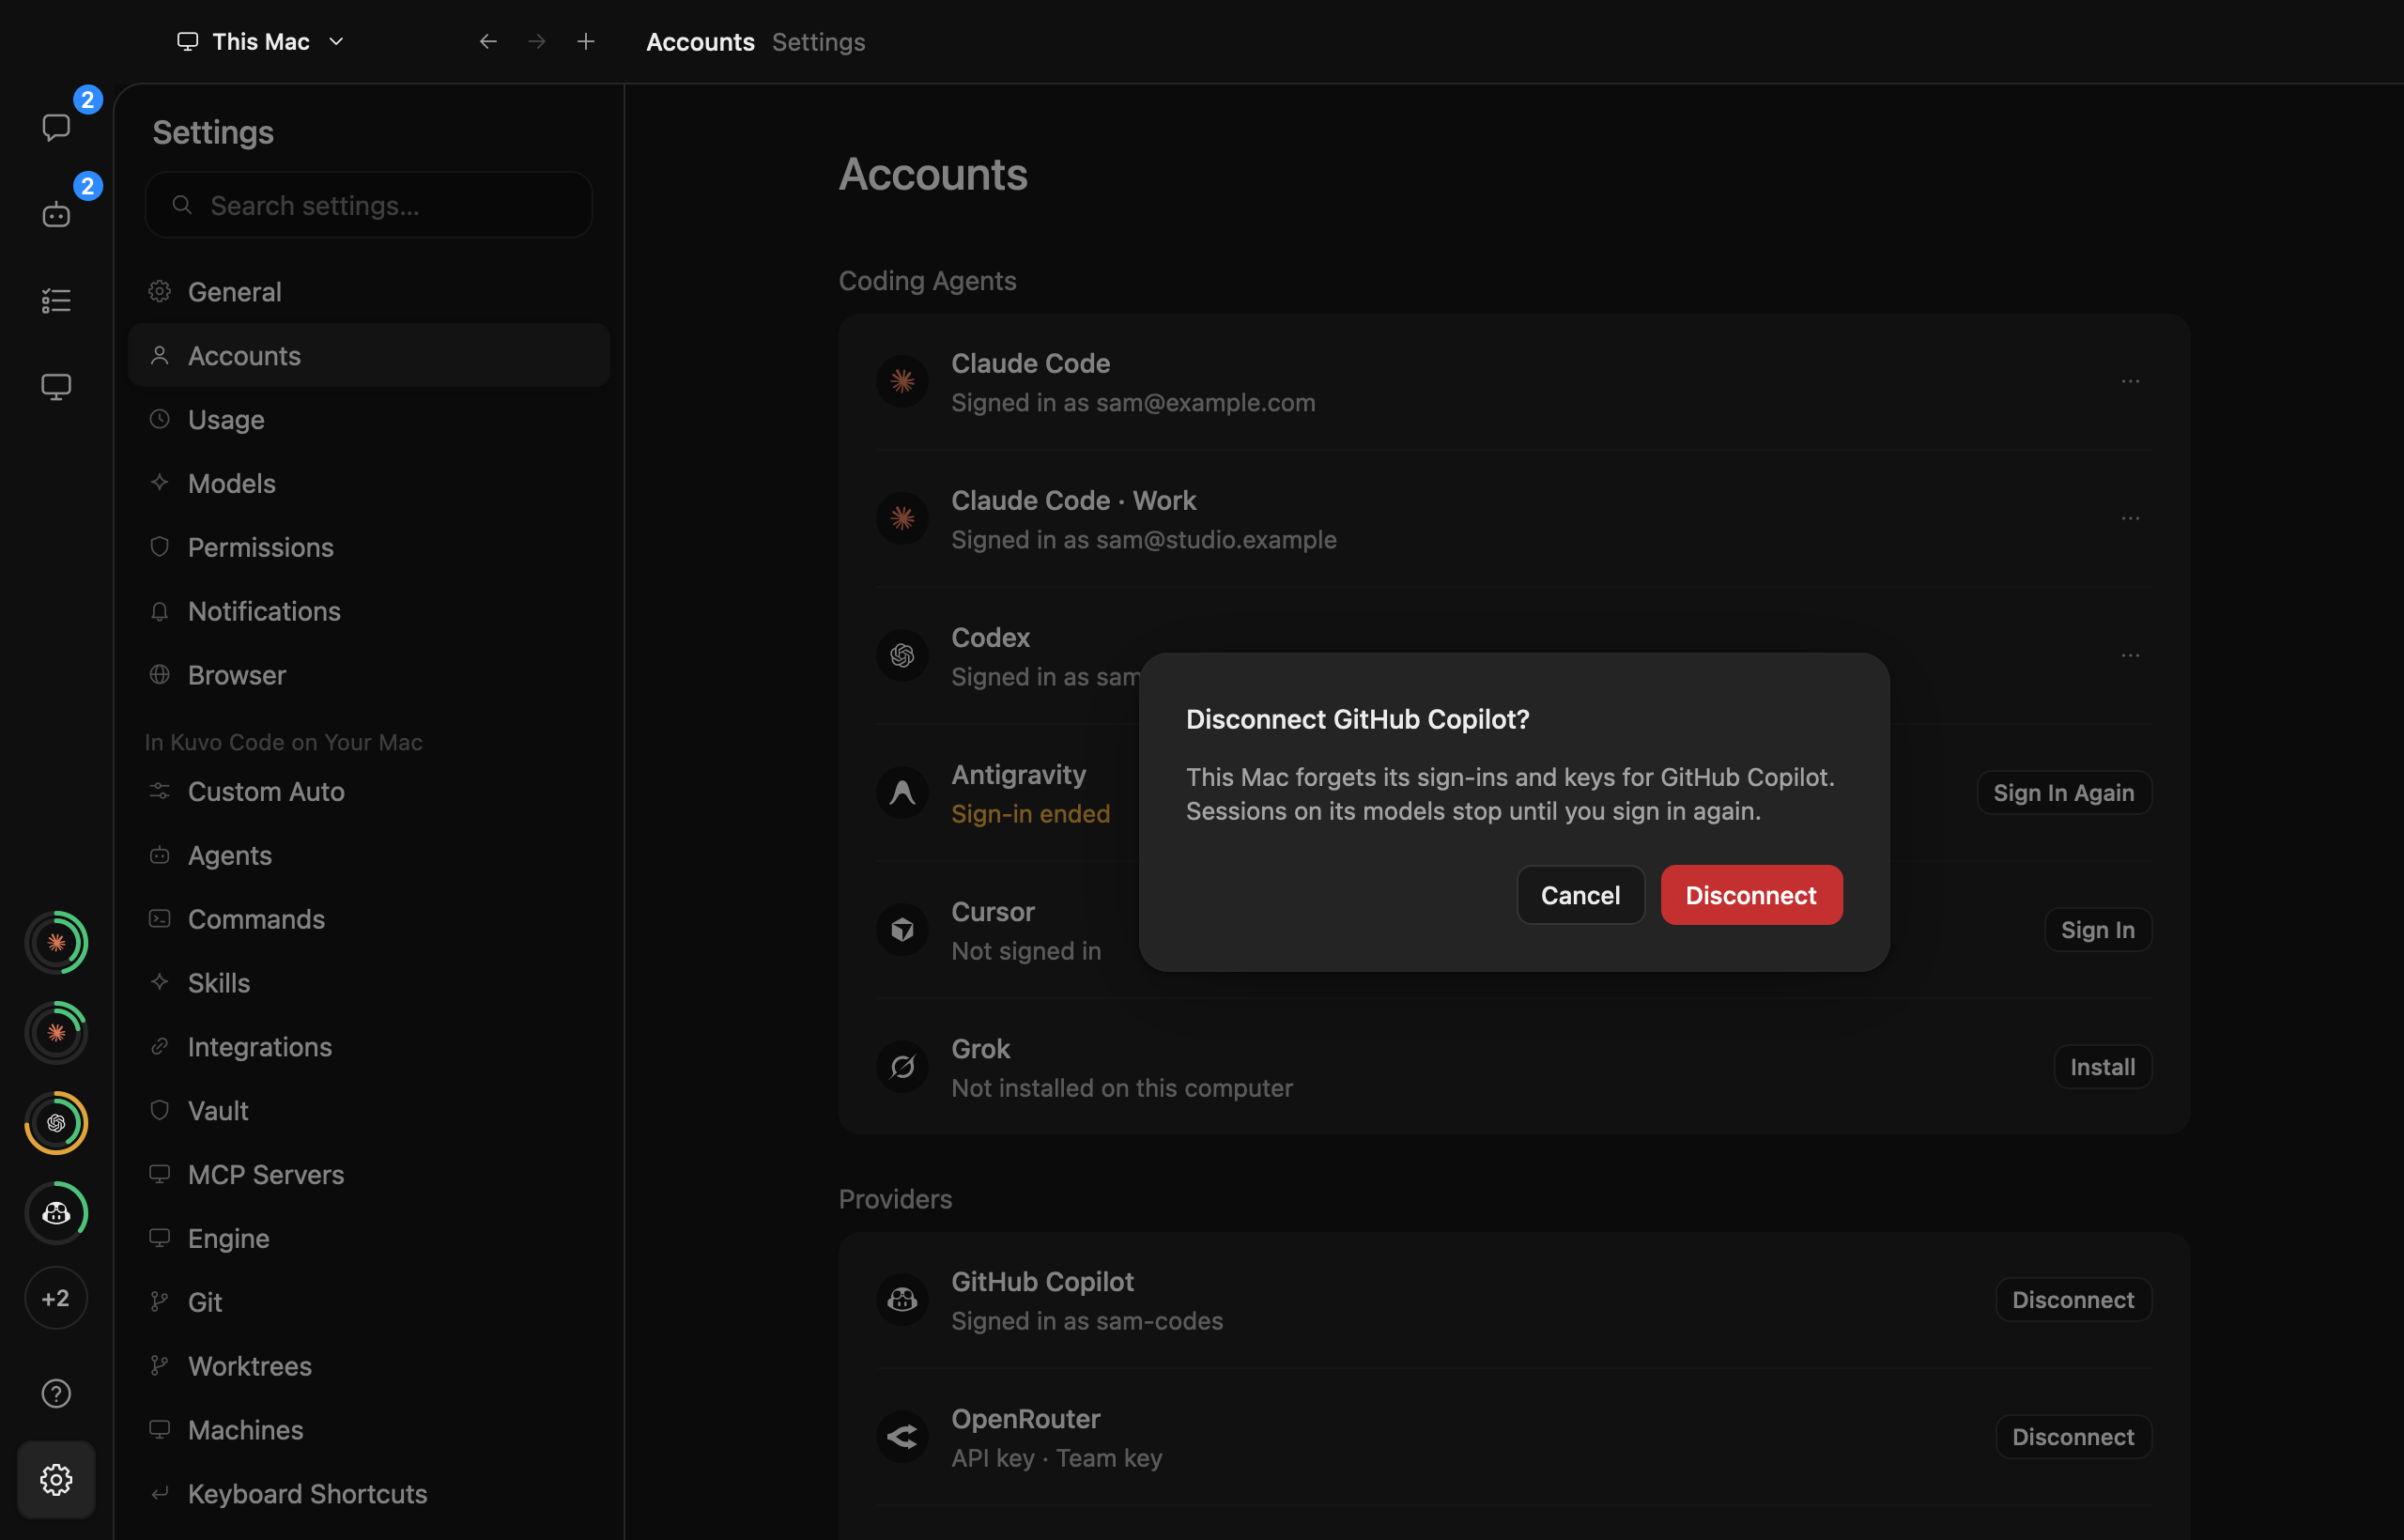 This Mac
Accounts Settings
2
2
+2
Settings
Search settings...
General
Accounts
Usage
Models
Permissions
Notifications
Browser
In Kuvo Code on Your Mac
Custom Auto
Agents
Commands
Skills
Integrations
Vault
MCP Servers
Engine
Git
Worktrees
Machines
Keyboard Shortcuts
Accounts
Coding Agents
Claude Code
Signed in as sam@example.com
Claude Code · Work
Signed in as sam@studio.example
Codex
Signed in as sam
Antigravity
Sign-in ended
Sign In Again
Cursor
Not signed in
Sign In
Grok
Not installed on this computer
Install
Disconnect GitHub Copilot?
This Mac forgets its sign-ins and keys for GitHub Copilot.
Sessions on its models stop until you sign in again.
Cancel
Disconnect
Providers
GitHub Copilot
Signed in as sam-codes
Disconnect
OpenRouter
API key · Team key
Disconnect